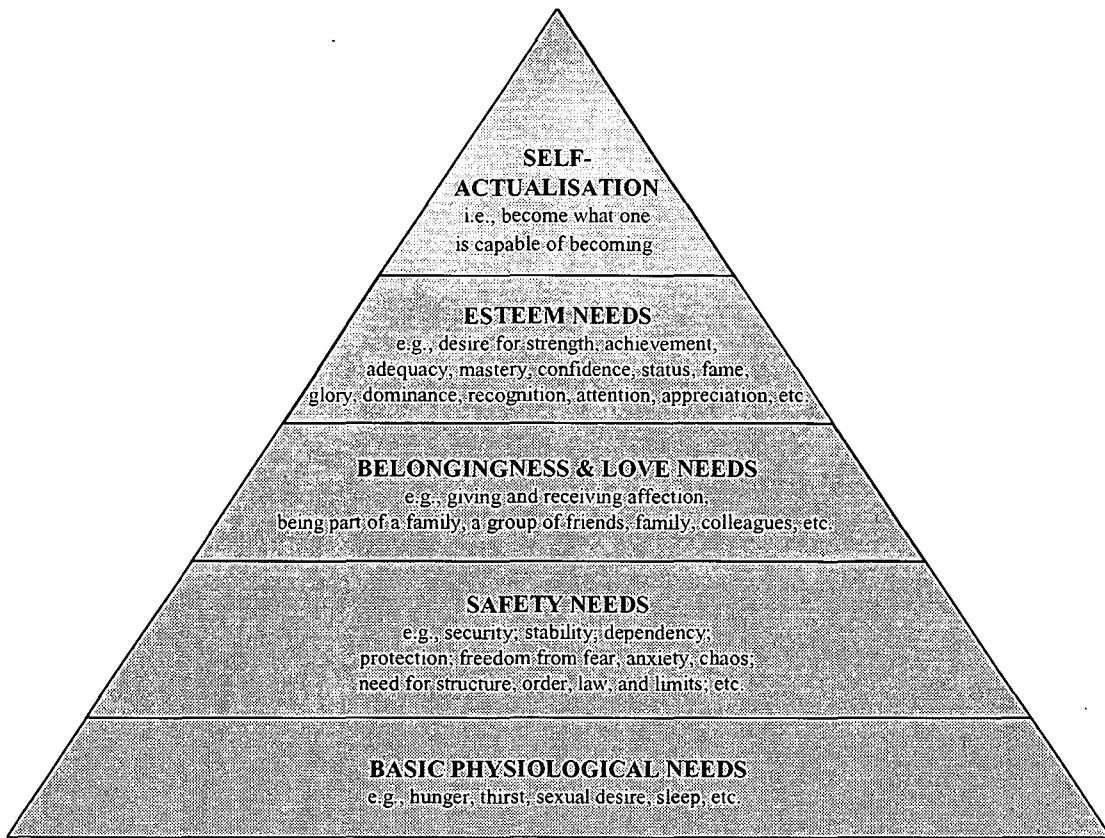 SELF-
ACTUALISATION
i.e., become what one
is capable of becoming
ESTEEM NEEDS
e.g., desire for strength, achievement,
adequacy, mastery, confidence, status, fame,
glory, dominance, recognition, attention, appreciation, etc.
BELONGINGNESS & LOVE NEEDS
e.g., giving and receiving affection,
being part of a family, a group of friends, family, colleagues, etc.
SAFETY NEEDS
e.g., security; stability; dependency;
protection; freedom from fear, anxiety, chaos;
need for structure, order, law, and limits; etc.
BASIC PHYSIOLOGICAL NEEDS
e.g., hunger, thirst, sexual desire, sleep, etc.